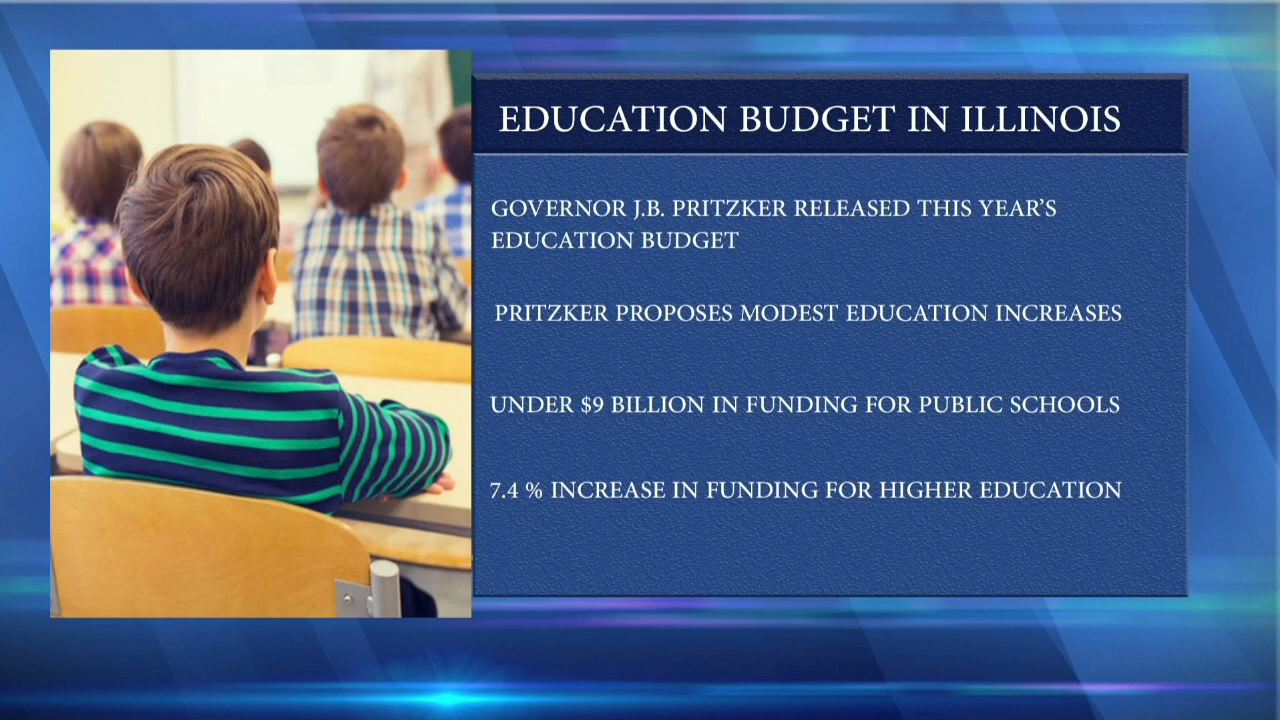 EDUCATION BUDGET IN ILLINOIS
GOVERNOR J.B. PRITZKER RELEASED THIS YEAR’S
EDUCATION BUDGET
PRITZKER PROPOSES MODEST EDUCATION INCREASES
UNDER $9 BILLION IN FUNDING FOR PUBLIC SCHOOLS
7.4 % INCREASE IN FUNDING FOR HIGHER EDUCATION